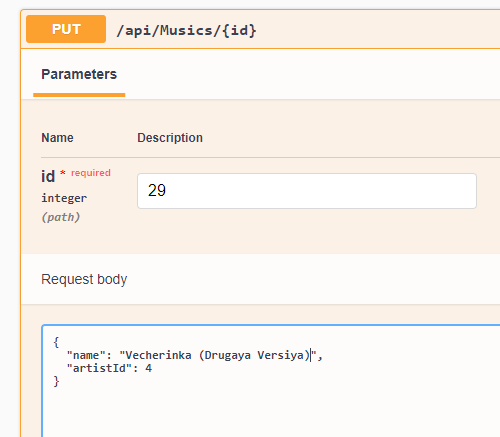 PUT /api/Musics/{id}
Parameters
Name Description
id * required 29
integer
(path)
Request body
{
"name": "Vecherinka (Drugaya Versiya)",
"artistId": 4
}